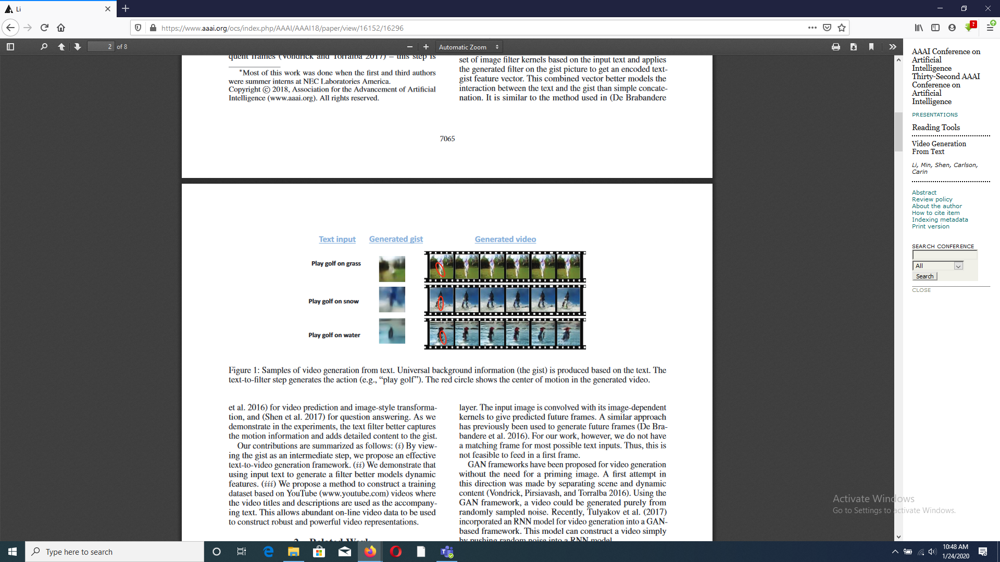 Li
https://www.aaai.org/ocs/index.php/AAAI/AAAI18/paper/view/16152/16296
2 of 8
Automatic Zoom
quent frames (Vondrick and Torralba 2017) – this step is
*Most of this work was done when the first and third authors
were summer interns at NEC Laboratories America.
Copyright © 2018, Association for the Advancement of Artificial
Intelligence (www.aaai.org). All rights reserved.
set of image filter kernels based on the input text and applies
the generated filter on the gist picture to get an encoded text-
gist feature vector. This combined vector better models the
interaction between the text and the gist than simple concate-
nation. It is similar to the method used in (De Brabandere
7065
Text input Generated gist Generated video
Play golf on grass
Play golf on snow
Play golf on water
Figure 1: Samples of video generation from text. Universal background information (the gist) is produced based on the text. The
text-to-filter step generates the action (e.g., “play golf”). The red circle shows the center of motion in the generated video.
et al. 2016) for video prediction and image-style transforma-
tion, and (Shen et al. 2017) for question answering. As we
demonstrate in the experiments, the text filter better captures
the motion information and adds detailed content to the gist.
Our contributions are summarized as follows: (i) By view-
ing the gist as an intermediate step, we propose an effective
text-to-video generation framework. (ii) We demonstrate that
using input text to generate a filter better models dynamic
features. (iii) We propose a method to construct a training
dataset based on YouTube (www.youtube.com) videos where
the video titles and descriptions are used as the accompany-
ing text. This allows abundant on-line video data to be used
to construct robust and powerful video representations.
2 Related Work
layer. The input image is convolved with its image-dependent
kernels to give predicted future frames. A similar approach
has previously been used to generate future frames (De Bra-
bandere et al. 2016). For our work, however, we do not have
a matching frame for most possible text inputs. Thus, this is
not feasible to feed in a first frame.
GAN frameworks have been proposed for video generation
without the need for a priming image. A first attempt in
this direction was made by separating scene and dynamic
content (Vondrick, Pirsiavash, and Torralba 2016). Using the
GAN framework, a video could be generated purely from
randomly sampled noise. Recently, Tulyakov et al. (2017)
incorporated an RNN model for video generation into a GAN-
based framework. This model can construct a video simply
by pushing random noise into a RNN model.
AAAI Conference on
Artificial
Intelligence
Thirty-Second AAAI
Conference on
Artificial
Intelligence
PRESENTATIONS
Reading Tools
Video Generation
From Text
Li, Min, Shen, Carlson,
Carin
Abstract
Review policy
About the author
How to cite item
Indexing metadata
Print version
SEARCH CONFERENCE
All
Search
CLOSE
Activate Windows
Go to Settings to activate Windows.
Type here to search
10:48 AM
1/24/2020